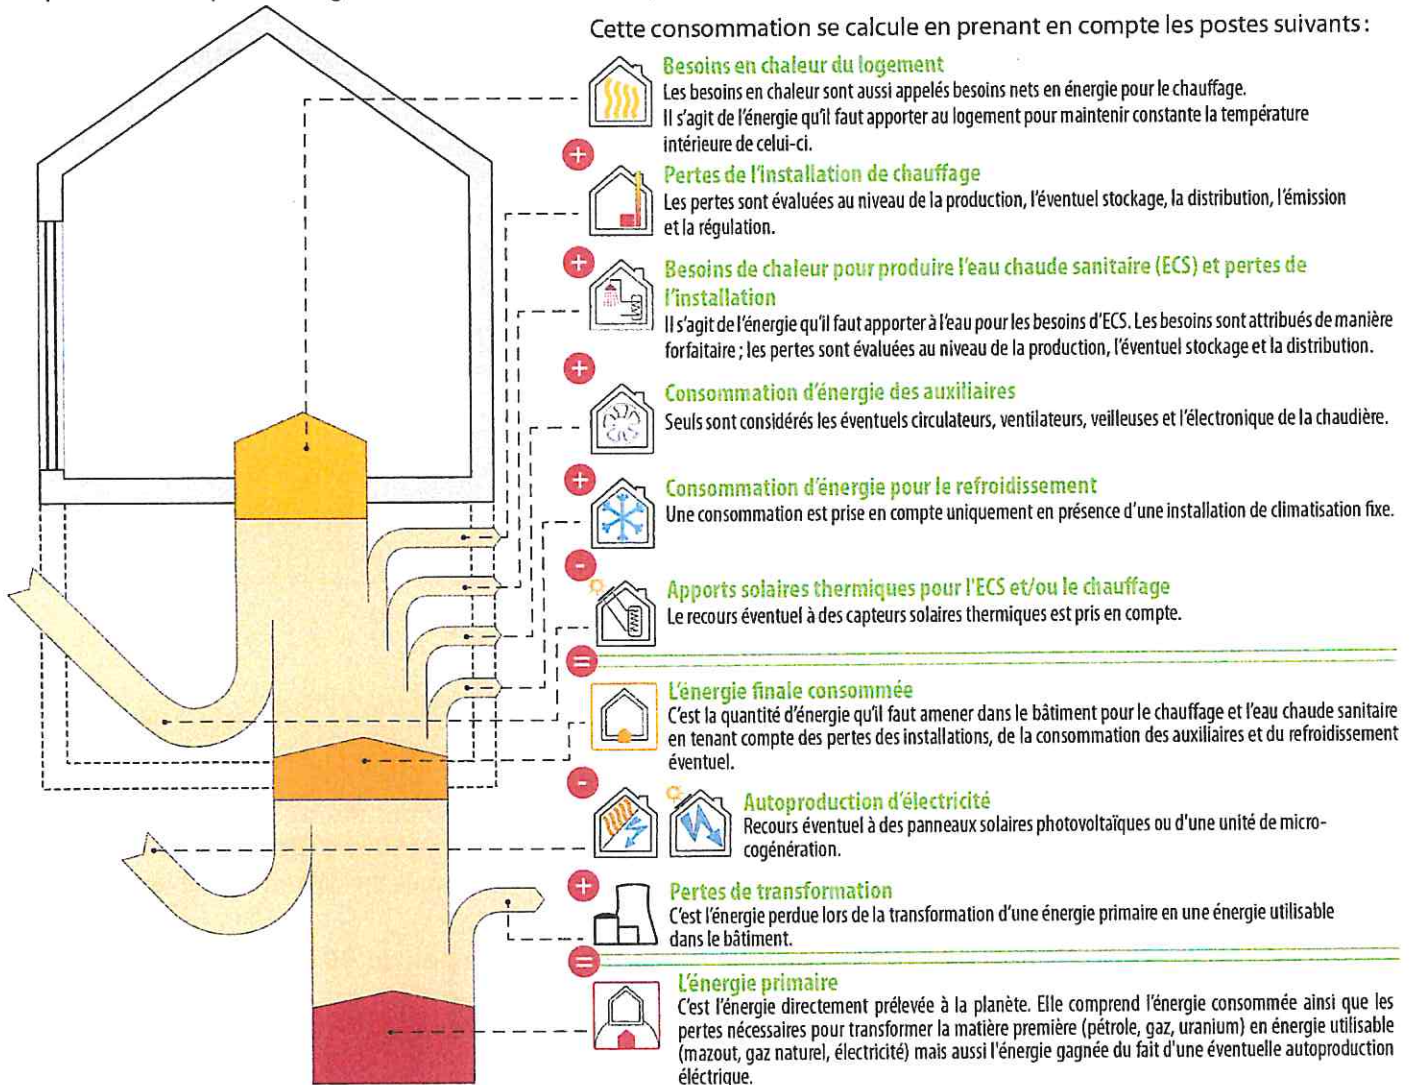 Cette consommation se calcule en prenant en compte les postes suivants :
Besoins en chaleur du logement
Les besoins en chaleur sont aussi appelés besoins nets en énergie pour le chauffage.
Il s'agit de l'énergie qu'il faut apporter au logement pour maintenir constante la température
intérieure de celui-ci.
+
Pertes de l'installation de chauffage
Les pertes sont évaluées au niveau de la production, l'éventuel stockage, la distribution, l'émission
et la régulation.
+
Besoins de chaleur pour produire l'eau chaude sanitaire (ECS) et pertes de
l'installation
Il s'agit de l'énergie qu'il faut apporter à l'eau pour les besoins d'ECS. Les besoins sont attribués de manière
forfaitaire ; les pertes sont évaluées au niveau de la production, l'éventuel stockage et la distribution.
+
Consommation d'énergie des auxiliaires
Seuls sont considérés les éventuels circulateurs, ventilateurs, veilleuses et l'électronique de la chaudière.
+
Consommation d'énergie pour le refroidissement
Une consommation est prise en compte uniquement en présence d'une installation de climatisation fixe.
-
Apports solaires thermiques pour l'ECS et/ou le chauffage
Le recours éventuel à des capteurs solaires thermiques est pris en compte.
=
L'énergie finale consommée
C'est la quantité d'énergie qu'il faut amener dans le bâtiment pour le chauffage et l'eau chaude sanitaire
en tenant compte des pertes des installations, de la consommation des auxiliaires et du refroidissement
éventuel.
-
Autoproduction d'électricité
Recours éventuel à des panneaux solaires photovoltaïques ou d'une unité de micro-
cogénération.
+
Pertes de transformation
C'est l'énergie perdue lors de la transformation d'une énergie primaire en une énergie utilisable
dans le bâtiment.
=
L'énergie primaire
C'est l'énergie directement prélevée à la planète. Elle comprend l'énergie consommée ainsi que les
pertes nécessaires pour transformer la matière première (pétrole, gaz, uranium) en énergie utilisable
(mazout, gaz naturel, électricité) mais aussi l'énergie gagnée du fait d'une éventuelle autoproduction
éléctrique.